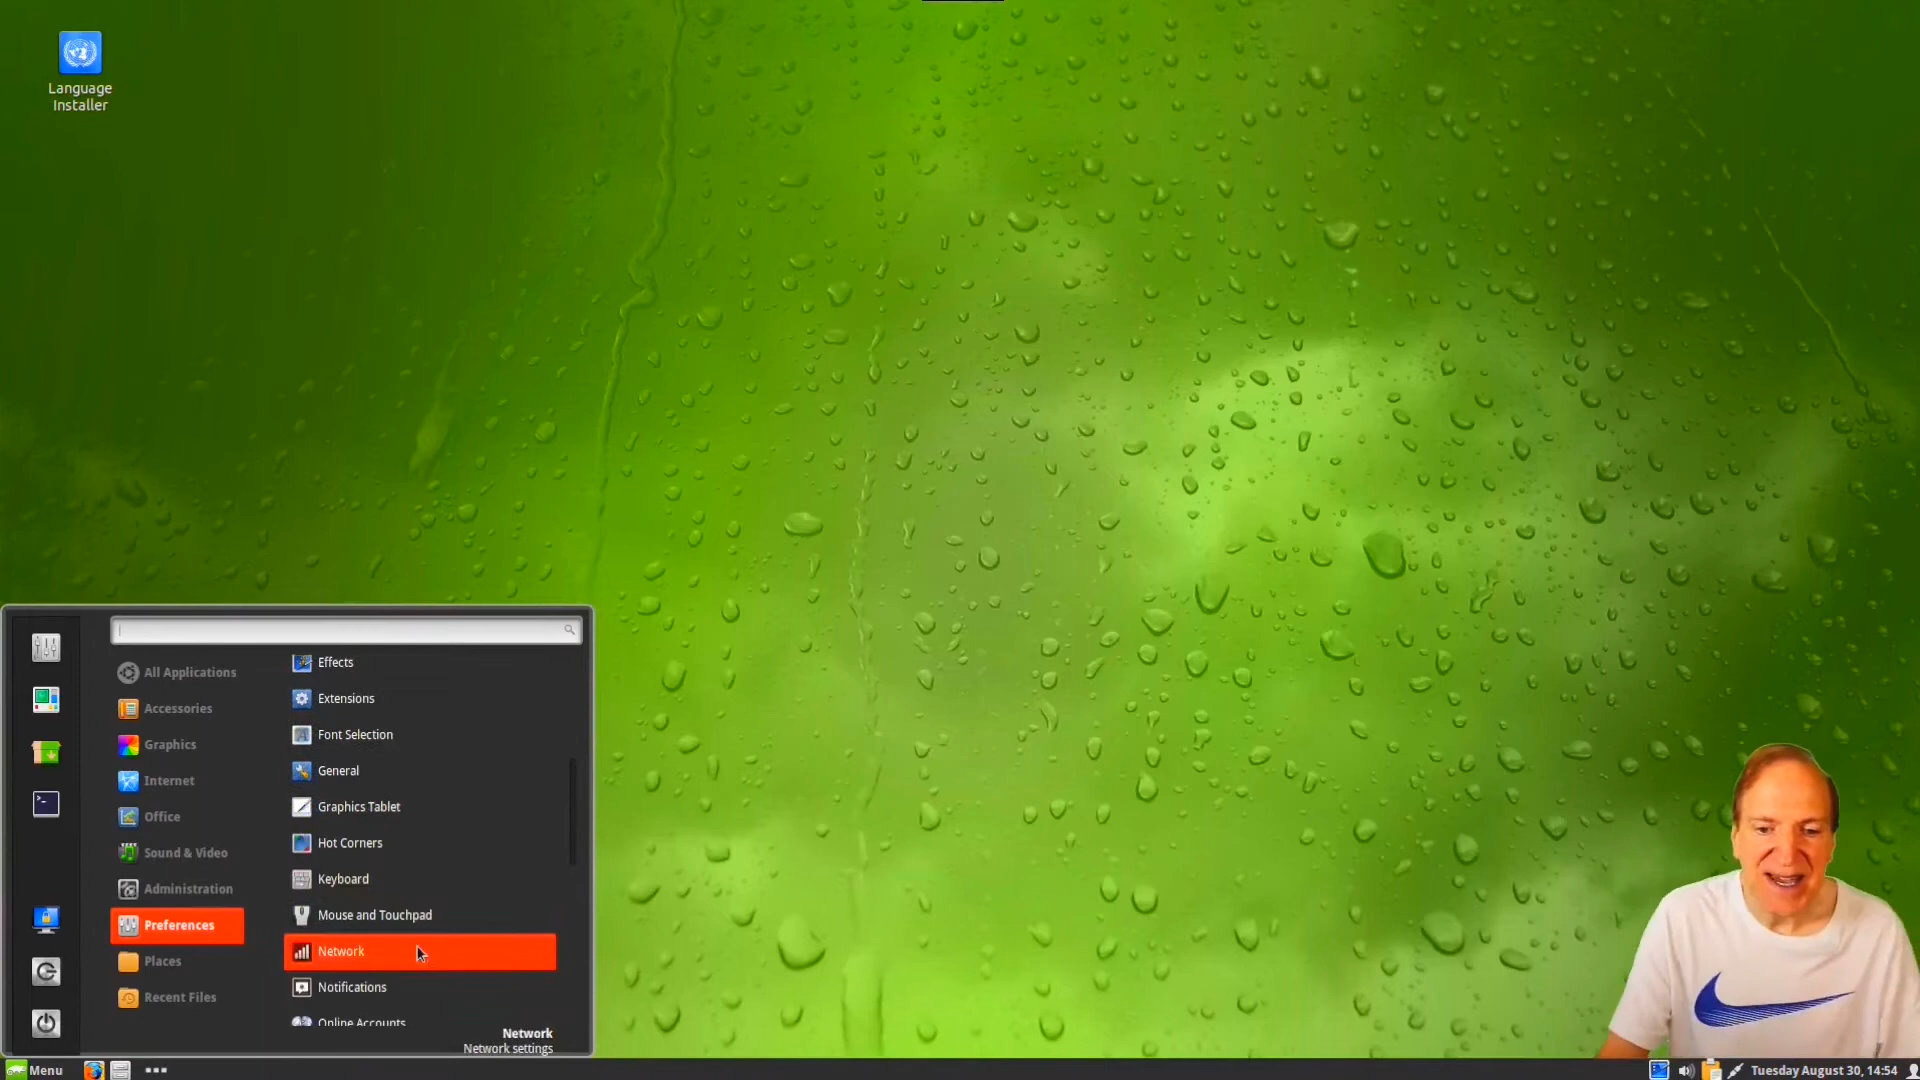 Language
Installer
All Applications
Accessories
Graphics
Internet
Office
Sound & Video
Administration
Preferences
Places
Recent Files
Effects
Extensions
Font Selection
General
Graphics Tablet
Hot Corners
Keyboard
Mouse and Touchpad
Network
Notifications
Online Accounts
Network
Network settings
Menu
Tuesday August 30, 14:54